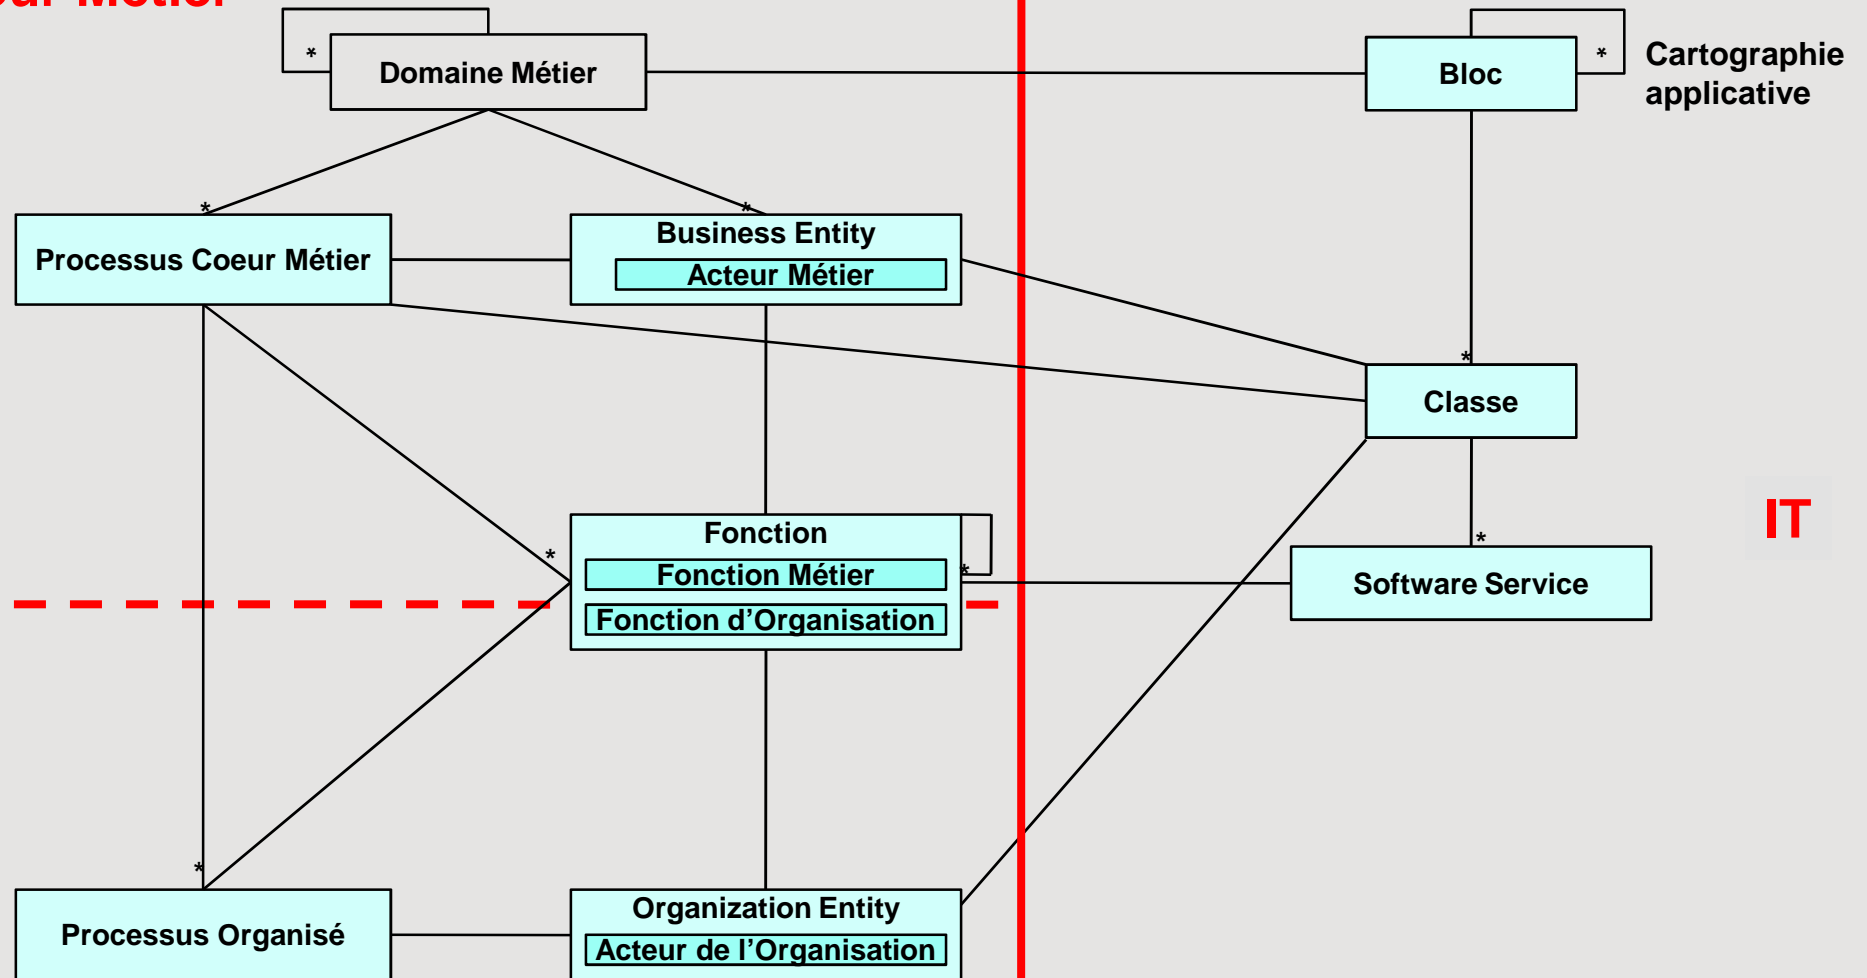 Métier
*
Domaine Métier
Bloc
*
Cartographie
applicative
*
*
Processus Coeur Métier
Business Entity
Acteur Métier
*
Classe
*
Fonction
*
Fonction Métier
Fonction d’Organisation
*
Software Service
IT
*
Processus Organisé
Organization Entity
Acteur de l’Organisation